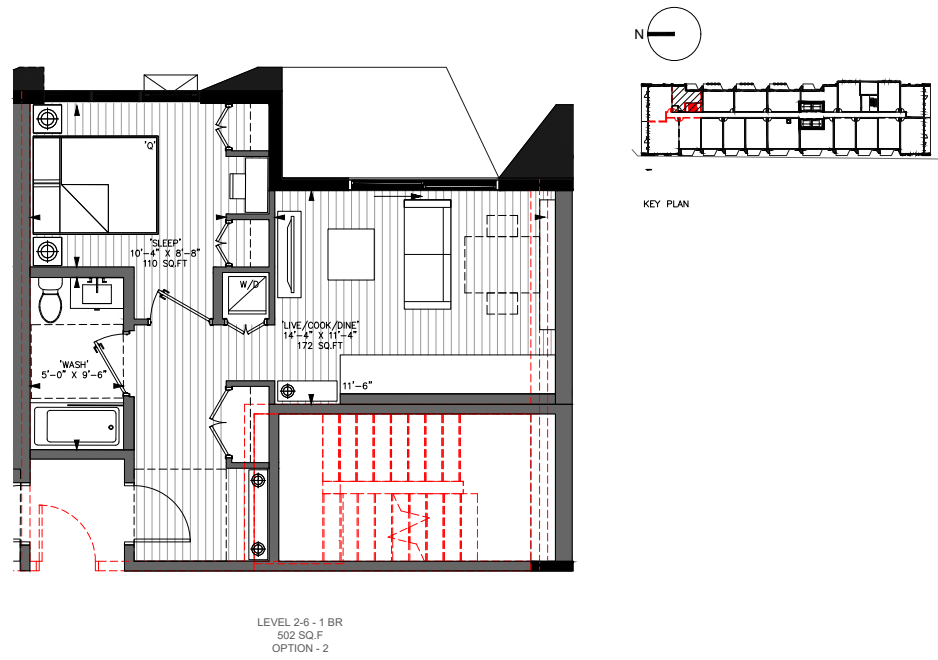 N
KEY PLAN
'Q'
'SLEEP'
10'-4" X 8'-8"
110 SQ.FT
W/D
'LIVE/COOK/DINE'
14'-4" X 11'-4"
172 SQ.FT
'WASH'
5'-0" X 9'-6"
11'-6"
LEVEL 2-6 - 1 BR
502 SQ.F
OPTION - 2